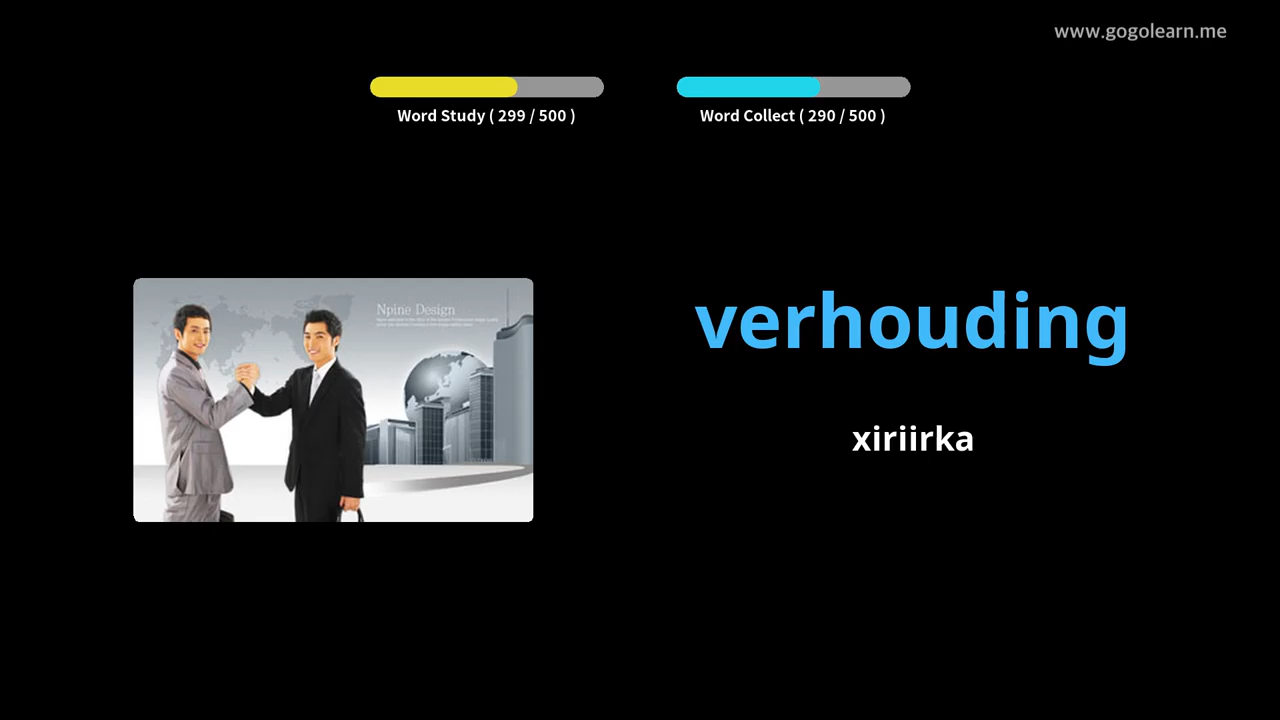 www.gogolearn.me
Word Study ( 299 / 500 )
Word Collect ( 290 / 500 )
Npine Design
verhouding
xiriirka